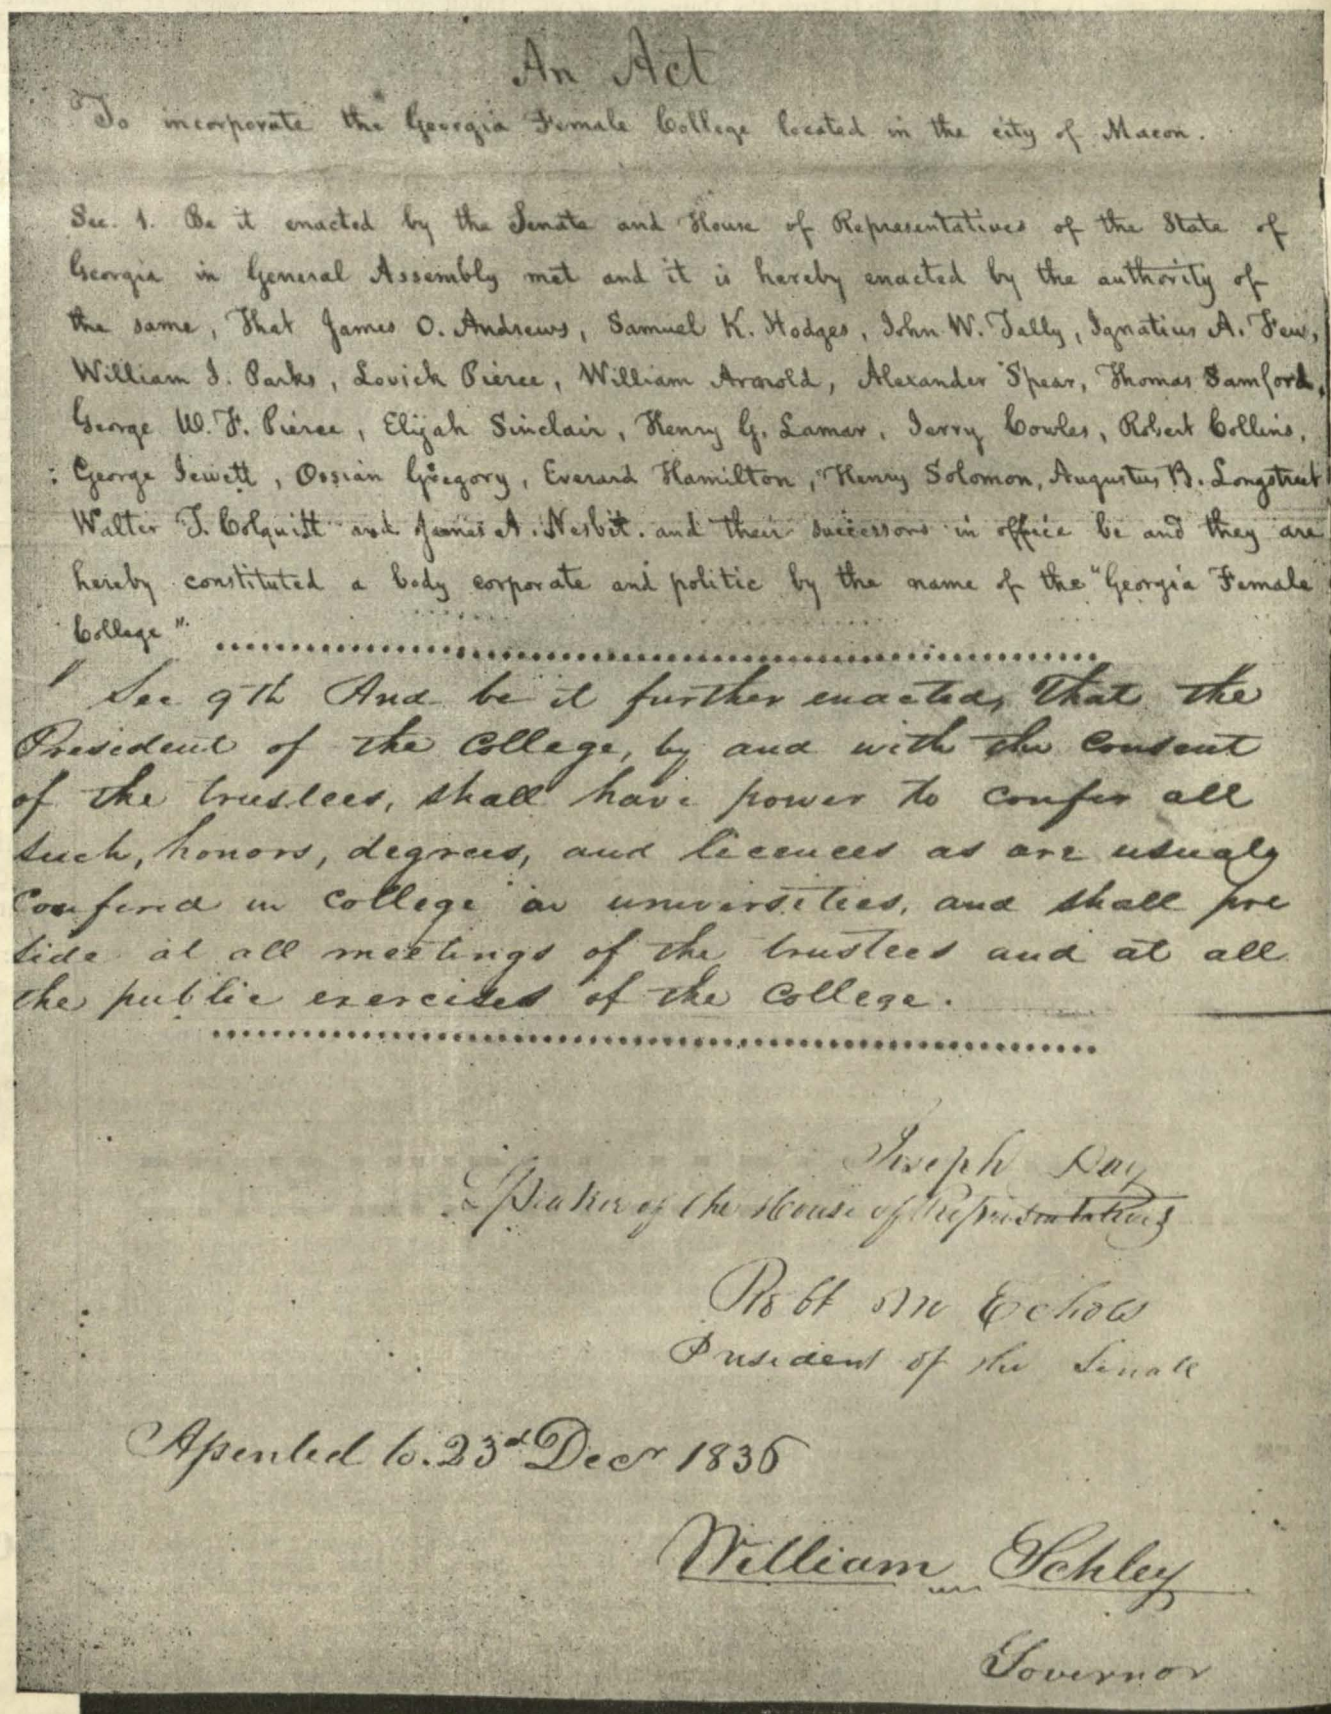 An Act
To incorporate the Georgia Female College located in the city of Macon.
Sec. 1. Be it enacted by the Senate and House of Representatives of the State of
Georgia in General Assembly met and it is hereby enacted by the authority of
the same, That James O. Andrews, Samuel K. Hodges, John W. Tally, Ignatius A. Few,
William J. Parks, Lovick Pierce, William Arnold, Alexander Spear, Thomas Samford,
George W. F. Pierce, Elijah Sinclair, Henry G. Lamar, Jerry Cowles, Robert Collins,
George Jewett, Ossian Gregory, Everard Hamilton, Henry Solomon, Augustus B. Longstreet
Walter T. Colquitt and James A. Nesbit. and their successors in office be and they are
hereby constituted a body corporate and politic by the name of the "Georgia Female
College"
" Sec 9th And be it further enacted, That the
President of the College, by and with the consent
of the trustees, shall have power to confer all
such, honors, degrees, and licences as are usualy
confered in college or universities, and shall pre
side at all meetings of the trustees and at all
the public exercises of the College.
Joseph Day
Speaker of the House of Representatives
Robt M Echols
President of the Senate
Asented to. 23d Decr 1836
William Schley
Governor